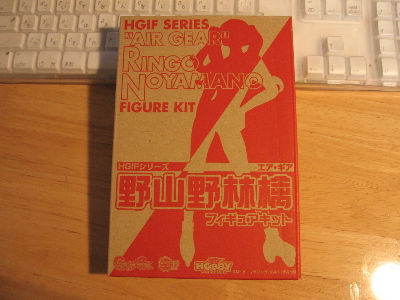 HGIF SERIES
"AIR GEAR"
RINGO
NOYAMANO
FIGURE KIT
HGIFシリーズ
エア・ギア
野山野林檎
フィギュアキット
HOBBY